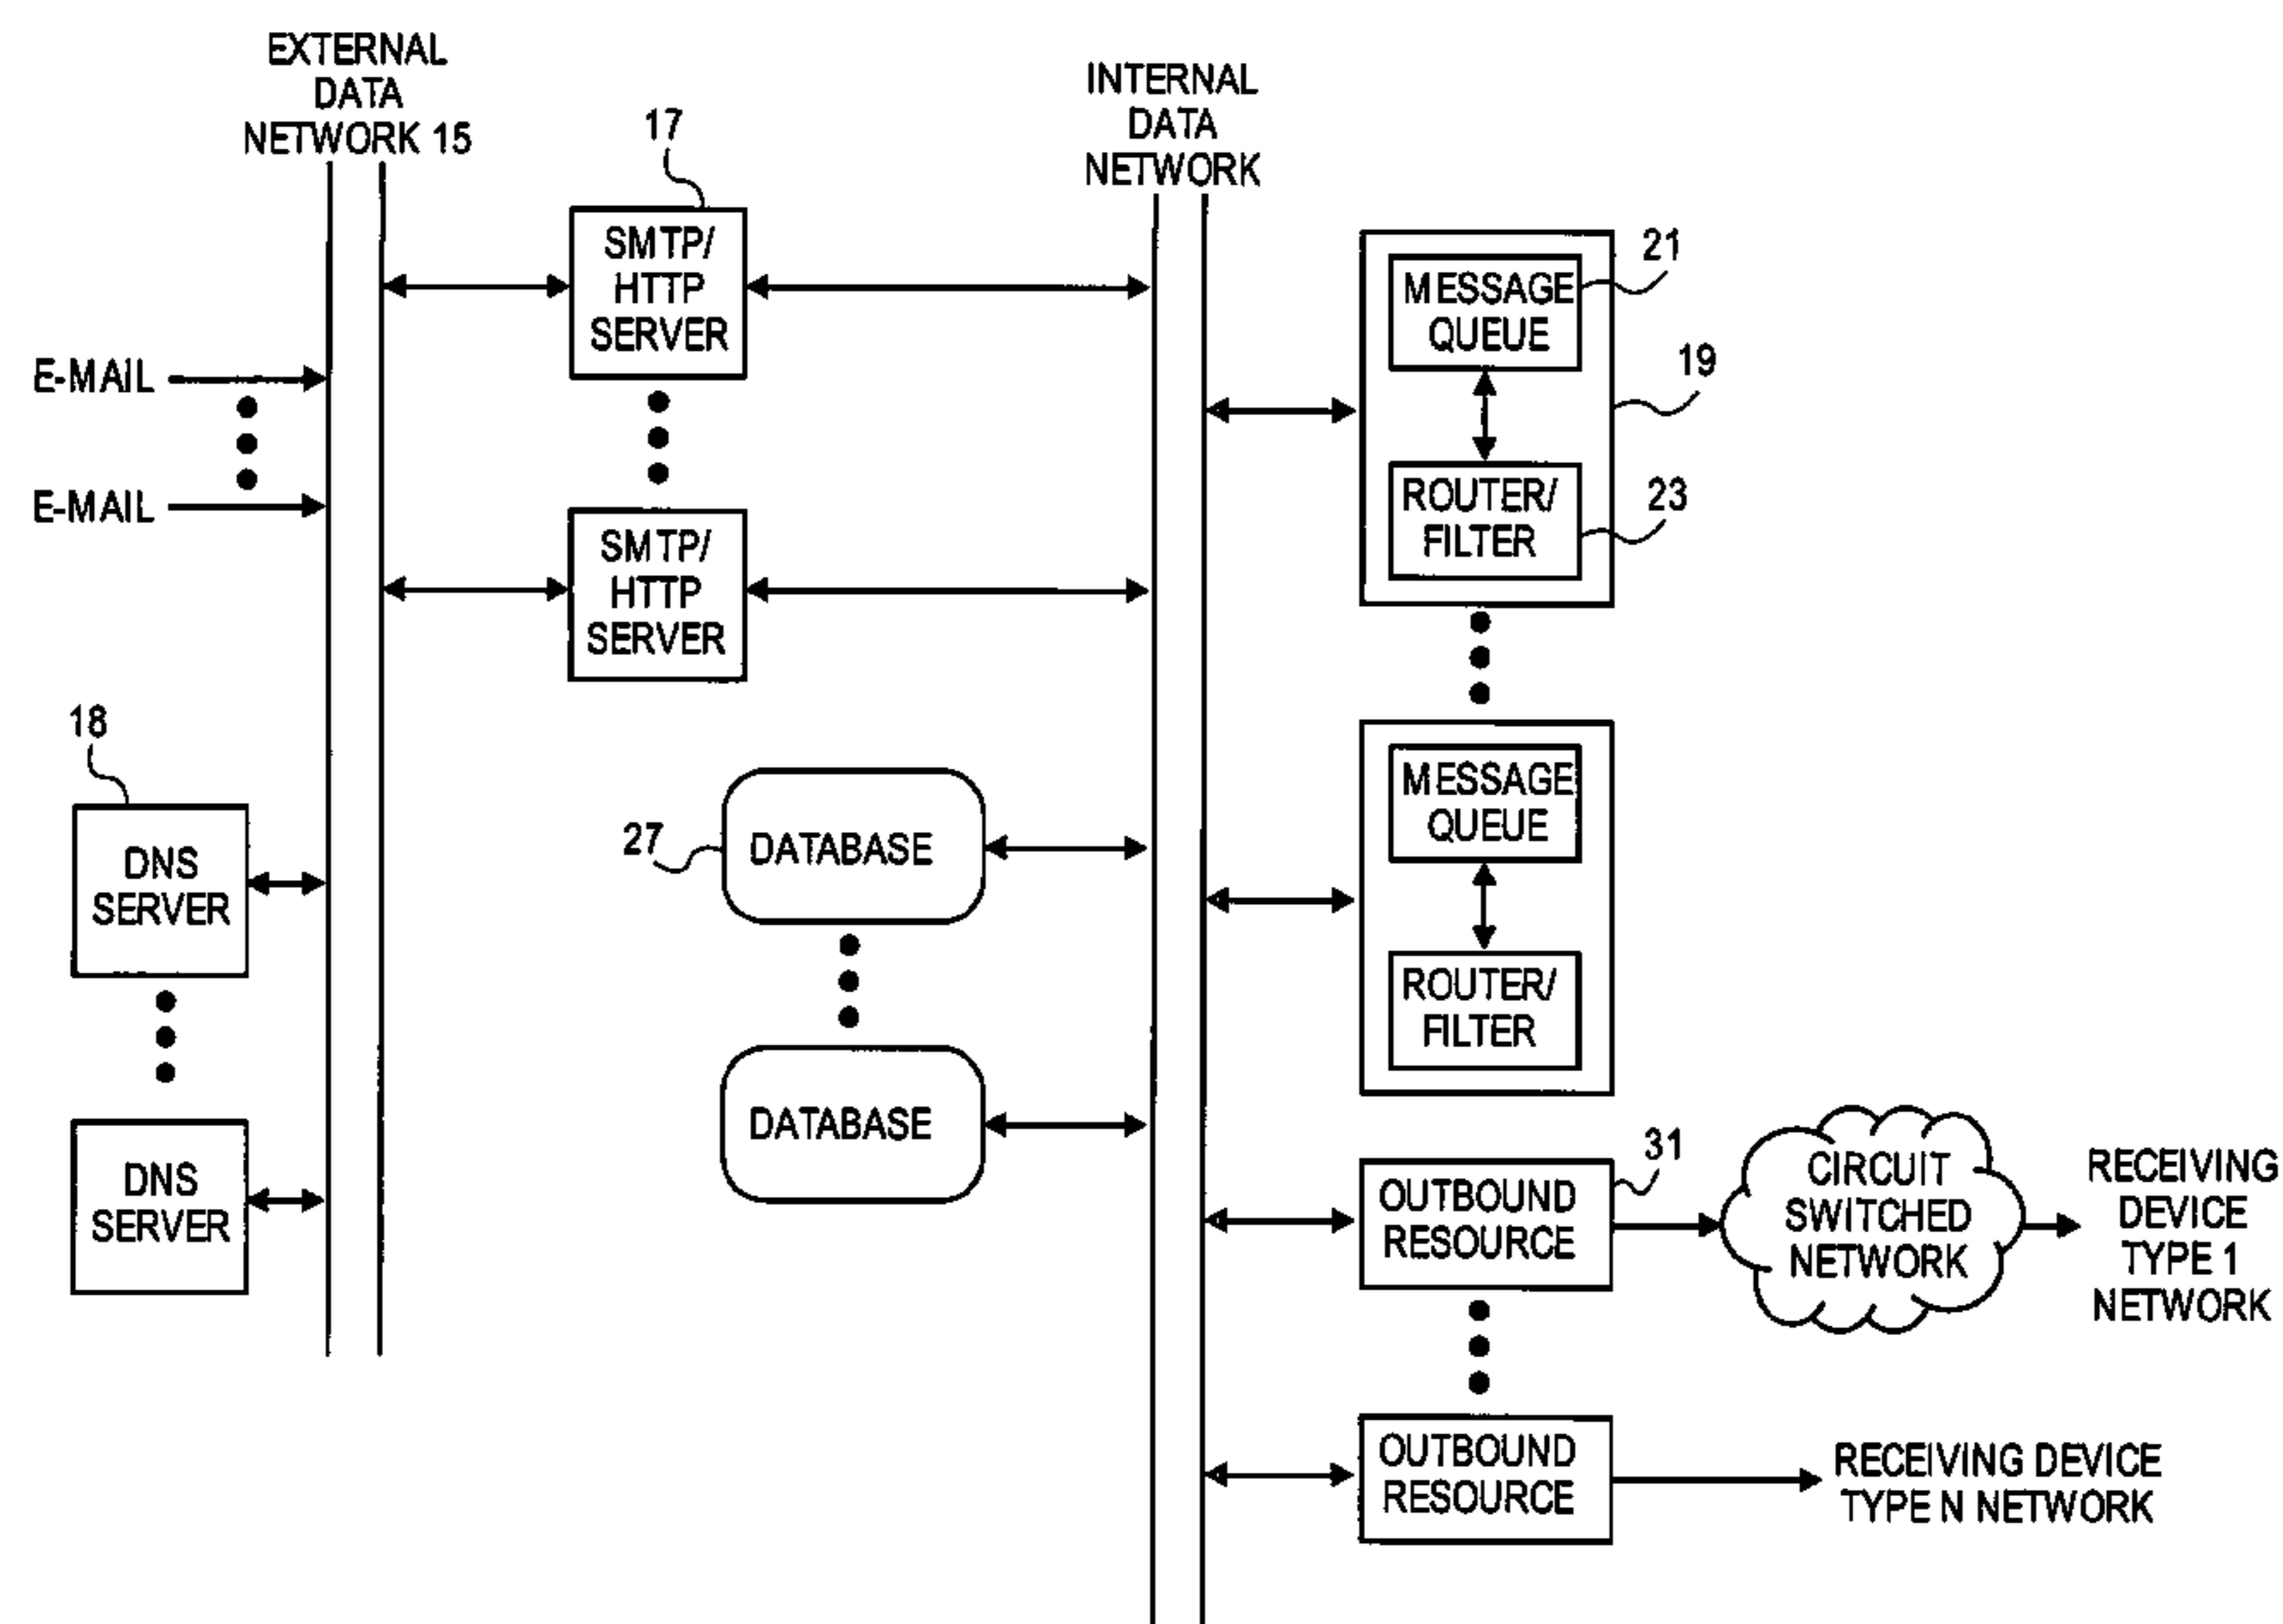 EXTERNAL
DATA
NETWORK 15
INTERNAL
DATA
NETWORK
17
SMTP/
HTTP
SERVER
21
MESSAGE
QUEUE
19
E-MAIL
E-MAIL
23
ROUTER/
FILTER
SMTP/
HTTP
SERVER
18
DNS
SERVER
27
DATABASE
MESSAGE
QUEUE
ROUTER/
FILTER
DATABASE
DNS
SERVER
31
OUTBOUND
RESOURCE
CIRCUIT
SWITCHED
NETWORK
RECEIVING
DEVICE
TYPE 1
NETWORK
OUTBOUND
RESOURCE
RECEIVING DEVICE
TYPE N NETWORK